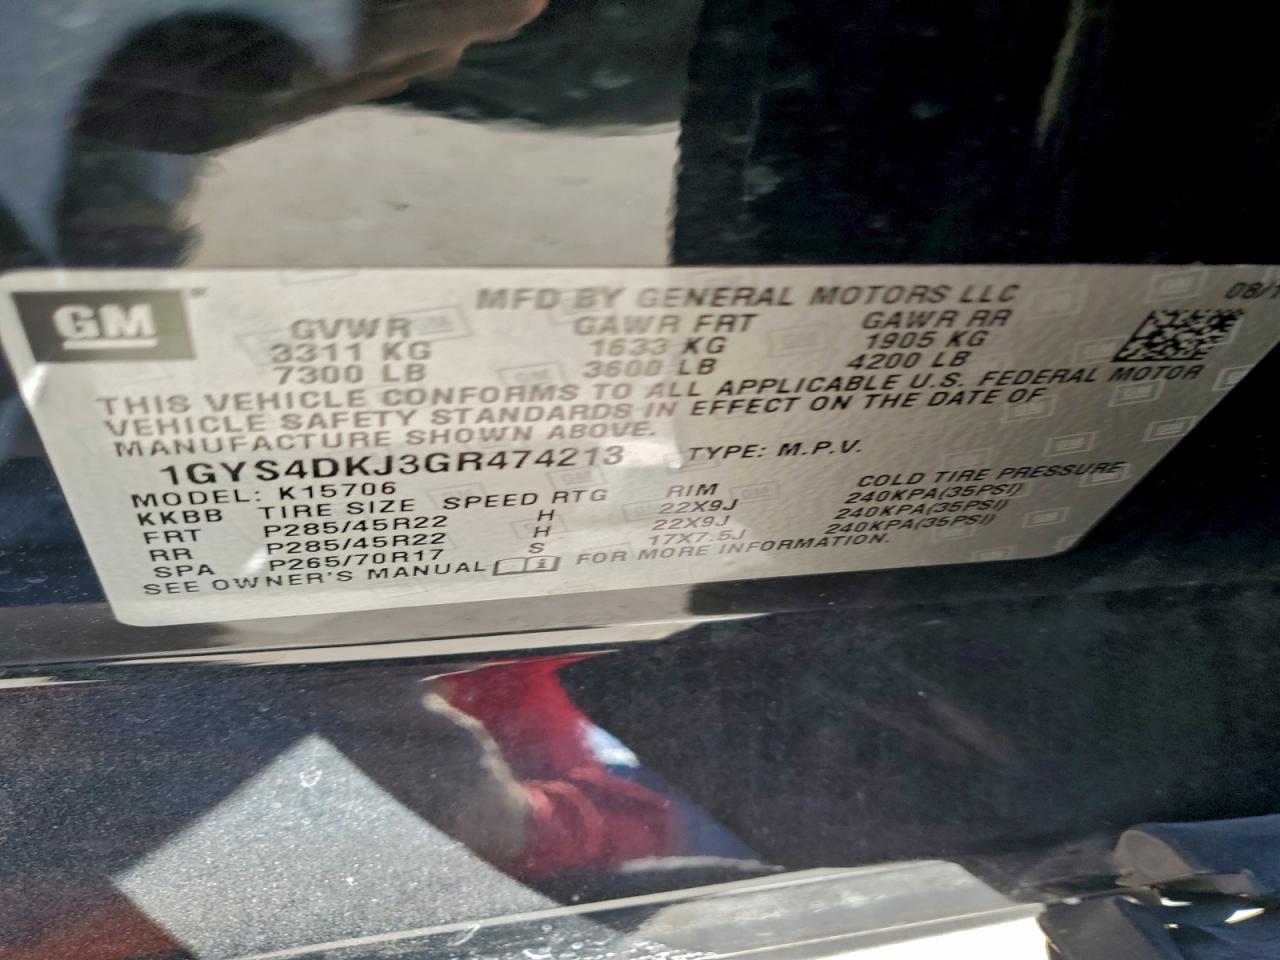 GM
MFD BY GENERAL MOTORS LLC 08/1
GVWR GAWR FRT GAWR RR
3311 KG 1633 KG 1905 KG
7300 LB 3600 LB 4200 LB
THIS VEHICLE CONFORMS TO ALL APPLICABLE U.S. FEDERAL MOTOR
VEHICLE SAFETY STANDARDS IN EFFECT ON THE DATE OF
MANUFACTURE SHOWN ABOVE.
1GYS4DKJ3GR474213 TYPE: M.P.V.
MODEL: K15706
KKBB TIRE SIZE SPEED RTG RIM COLD TIRE PRESSURE
FRT P285/45R22 H 22X9J 240KPA(35PSI)
RR P285/45R22 H 22X9J 240KPA(35PSI)
SPA P265/70R17 S 17X7.5J 240KPA(35PSI)
SEE OWNER'S MANUAL FOR MORE INFORMATION.